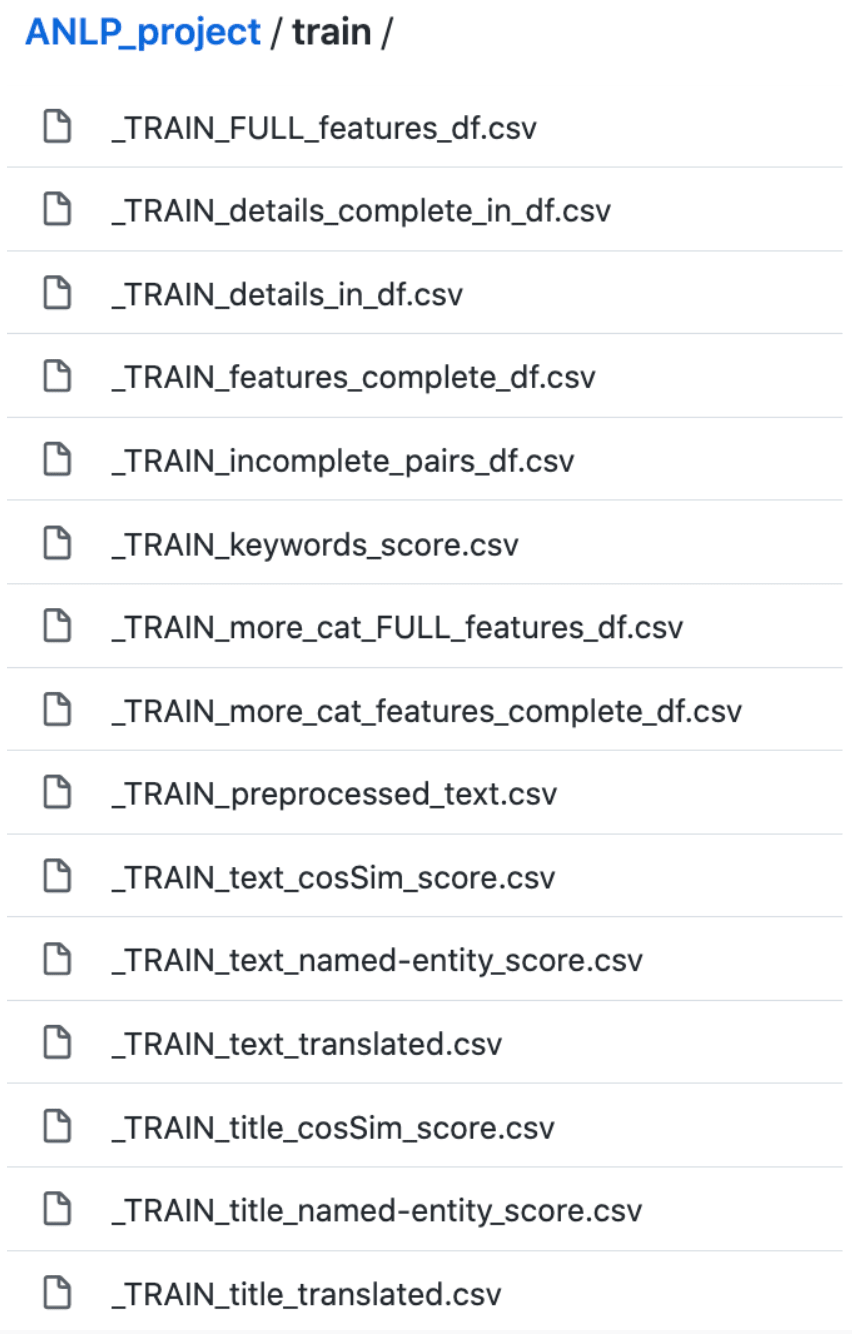 ANLP_project / train /
_TRAIN_FULL_features_df.csv
_TRAIN_details_complete_in_df.csv
_TRAIN_details_in_df.csv
_TRAIN_features_complete_df.csv
_TRAIN_incomplete_pairs_df.csv
_TRAIN_keywords_score.csv
_TRAIN_more_cat_FULL_features_df.csv
_TRAIN_more_cat_features_complete_df.csv
_TRAIN_preprocessed_text.csv
_TRAIN_text_cosSim_score.csv
_TRAIN_text_named-entity_score.csv
_TRAIN_text_translated.csv
_TRAIN_title_cosSim_score.csv
_TRAIN_title_named-entity_score.csv
_TRAIN_title_translated.csv